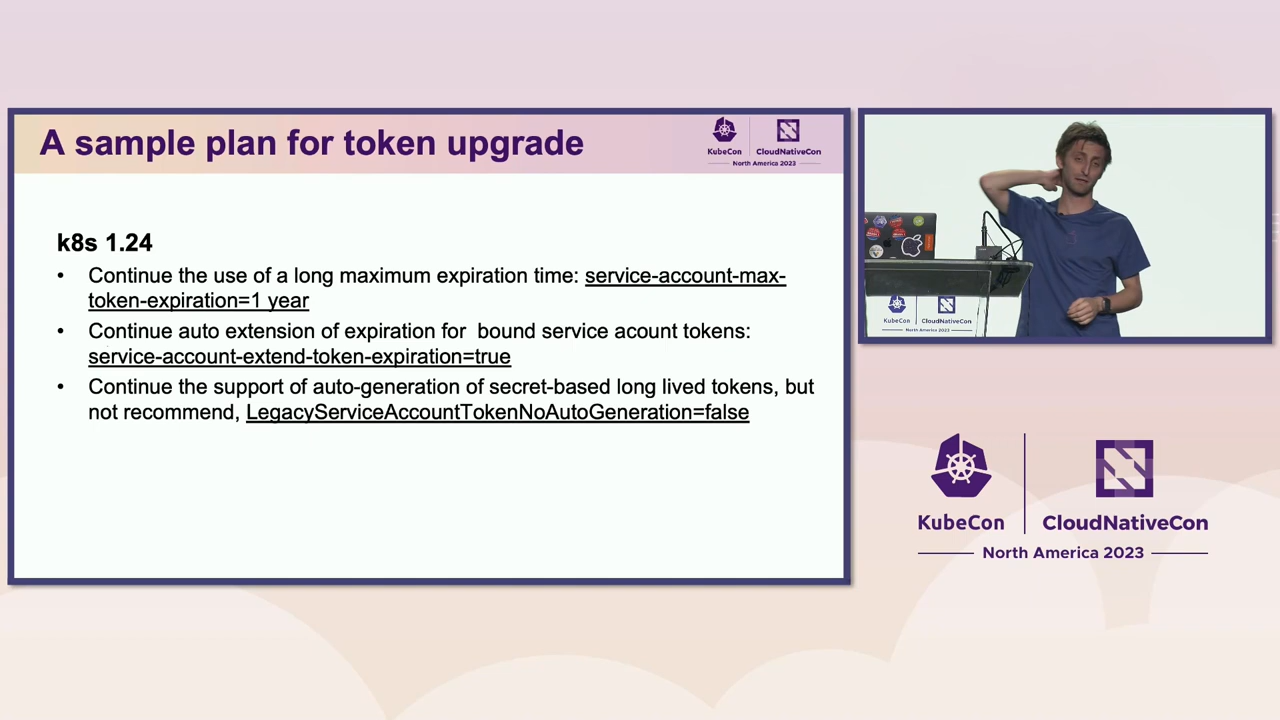 A sample plan for token upgrade
KubeCon
CloudNativeCon
North America 2023
k8s 1.24
• Continue the use of a long maximum expiration time: service-account-max-
token-expiration=1 year
• Continue auto extension of expiration for bound service acount tokens:
service-account-extend-token-expiration=true
• Continue the support of auto-generation of secret-based long lived tokens, but
not recommend, LegacyServiceAccountTokenNoAutoGeneration=false
KubeCon
CloudNativeCon
North America 2023
KubeCon
CloudNativeCon
North America 2023